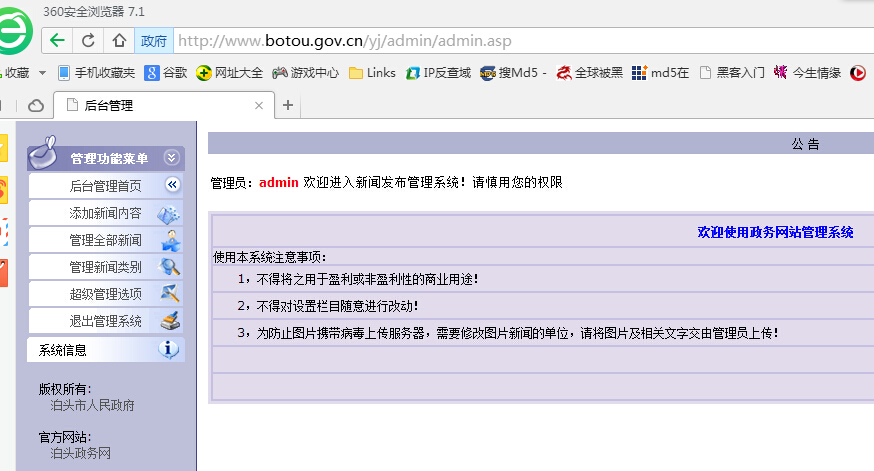 360安全浏览器 7.1
政府 http://www.botou.gov.cn/yj/admin/admin.asp
收藏 手机收藏夹 谷歌 网址大全 游戏中心 Links IP反查域 搜Md5 - 全球被黑 md5在 黑客入门 今生情缘
后台管理
公 告
管理功能菜单
管理员：admin 欢迎进入新闻发布管理系统！请慎用您的权限
后台管理首页
添加新闻内容
管理全部新闻
管理新闻类别
超级管理选项
退出管理系统
系统信息
版权所有：
泊头市人民政府
官方网站：
泊头政务网
欢迎使用政务网站管理系统
使用本系统注意事项：
1，不得将之用于盈利或非盈利性的商业用途！
2，不得对设置栏目随意进行改动！
3，为防止图片携带病毒上传服务器，需要修改图片新闻的单位，请将图片及相关文字交由管理员上传！